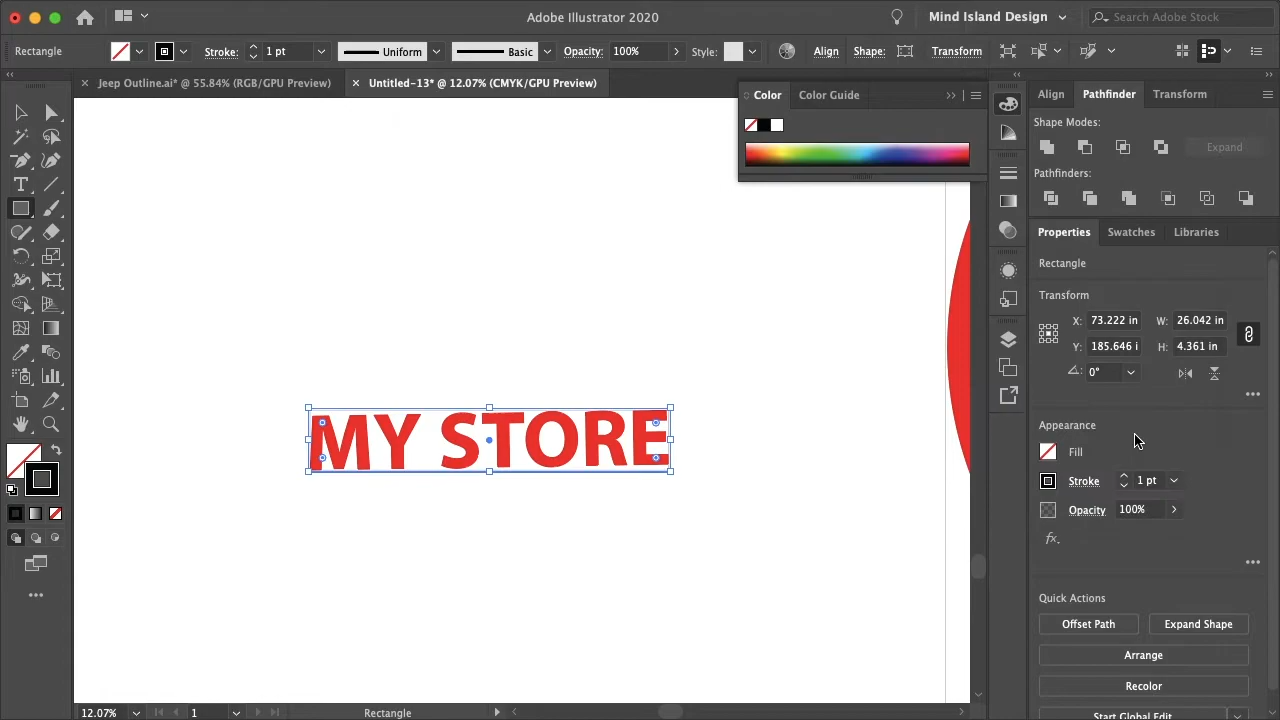 Adobe Illustrator 2020
Mind Island Design
Search Adobe Stock
Rectangle
Stroke:
1 pt
Uniform
Basic
Opacity:
100%
Style:
Align
Shape:
Transform
Jeep Outline.ai* @ 55.84% (RGB/GPU Preview)
Untitled-13* @ 12.07% (CMYK/GPU Preview)
Color
Color Guide
Align
Pathfinder
Transform
Shape Modes:
Expand
Pathfinders:
Properties
Swatches
Libraries
Rectangle
Transform
X:
73.222 in
W:
26.042 in
Y:
185.646 i
H:
4.361 in
0°
Appearance
Fill
Stroke
1 pt
Opacity
100%
fx.
Quick Actions
Offset Path
Expand Shape
Arrange
Recolor
Start Global Edit
MY STORE
12.07%
1
Rectangle